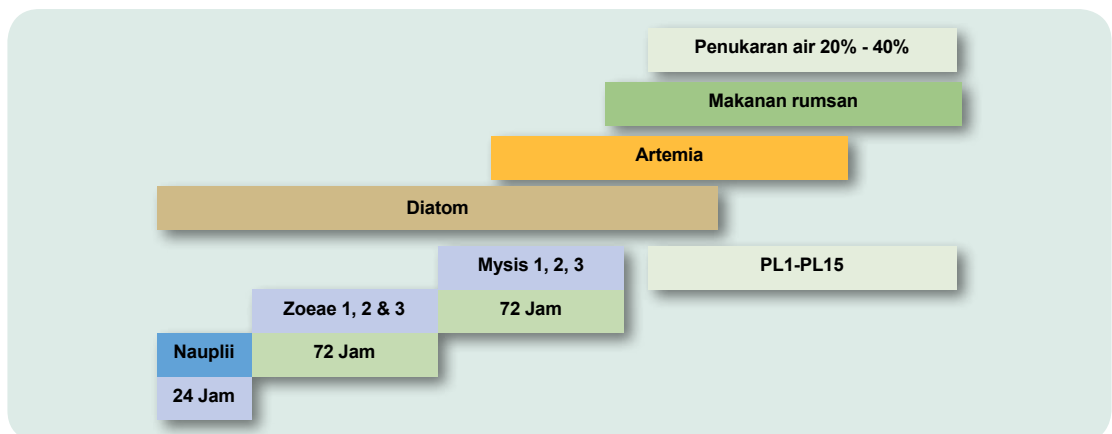 Penukaran air 20% - 40%
Makanan rumsan
Artemia
Diatom
Mysis 1, 2, 3
PL1-PL15
Zoeae 1, 2 & 3
72 Jam
Nauplii
72 Jam
24 Jam